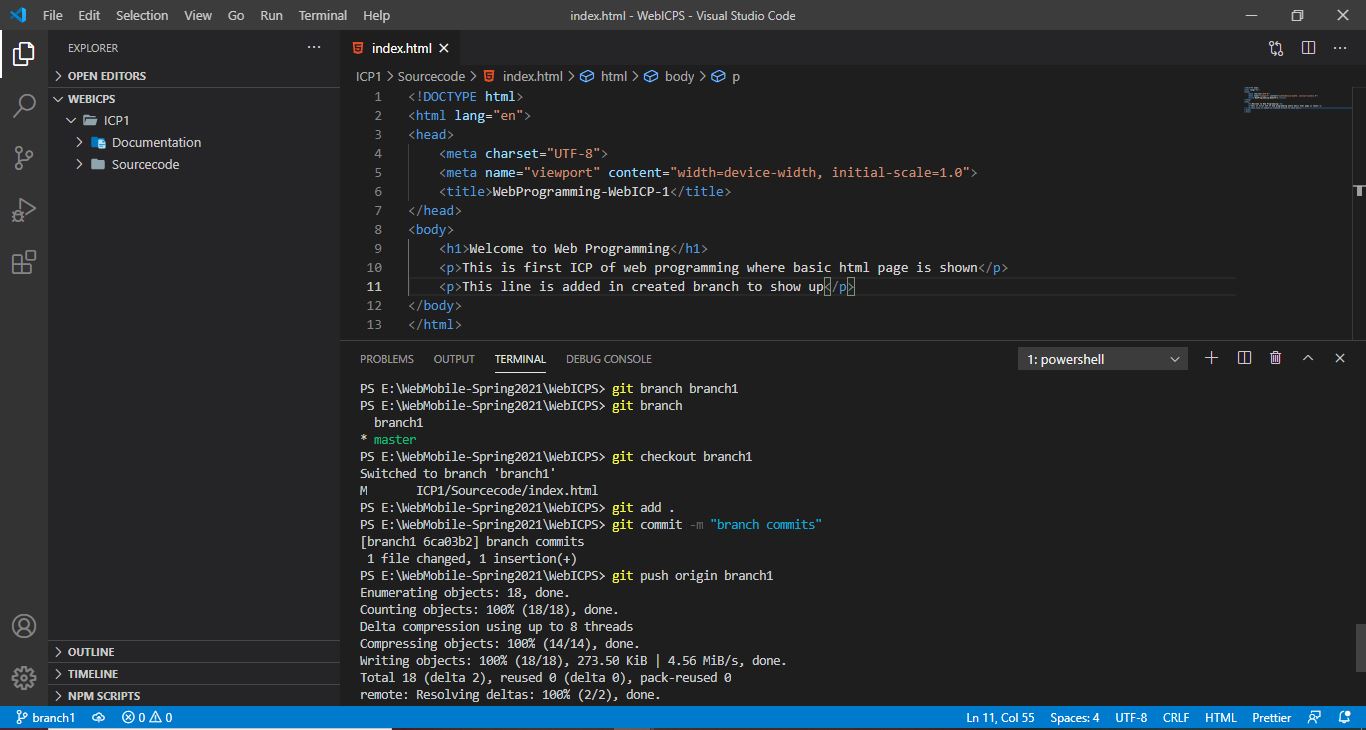 File Edit Selection View Go Run Terminal Help
index.html - WebICPS - Visual Studio Code
EXPLORER
OPEN EDITORS
WEBICPS
ICP1
Documentation
Sourcecode
OUTLINE
TIMELINE
NPM SCRIPTS
index.html
ICP1 > Sourcecode > index.html > html > body > p
1 <!DOCTYPE html>
2 <html lang="en">
3 <head>
4     <meta charset="UTF-8">
5     <meta name="viewport" content="width=device-width, initial-scale=1.0">
6     <title>WebProgramming-WebICP-1</title>
7 </head>
8 <body>
9     <h1>Welcome to Web Programming</h1>
10     <p>This is first ICP of web programming where basic html page is shown</p>
11     <p>This line is added in created branch to show up</p>
12 </body>
13 </html>
PROBLEMS OUTPUT TERMINAL DEBUG CONSOLE
1: powershell
PS E:\WebMobile-Spring2021\WebICPS> git branch branch1
PS E:\WebMobile-Spring2021\WebICPS> git branch
  branch1
* master
PS E:\WebMobile-Spring2021\WebICPS> git checkout branch1
Switched to branch 'branch1'
M       ICP1/Sourcecode/index.html
PS E:\WebMobile-Spring2021\WebICPS> git add .
PS E:\WebMobile-Spring2021\WebICPS> git commit -m "branch commits"
[branch1 6ca03b2] branch commits
 1 file changed, 1 insertion(+)
PS E:\WebMobile-Spring2021\WebICPS> git push origin branch1
Enumerating objects: 18, done.
Counting objects: 100% (18/18), done.
Delta compression using up to 8 threads
Compressing objects: 100% (14/14), done.
Writing objects: 100% (18/18), 273.50 KiB | 4.56 MiB/s, done.
Total 18 (delta 2), reused 0 (delta 0), pack-reused 0
remote: Resolving deltas: 100% (2/2), done.
branch1 0 0 Ln 11, Col 55 Spaces: 4 UTF-8 CRLF HTML Prettier